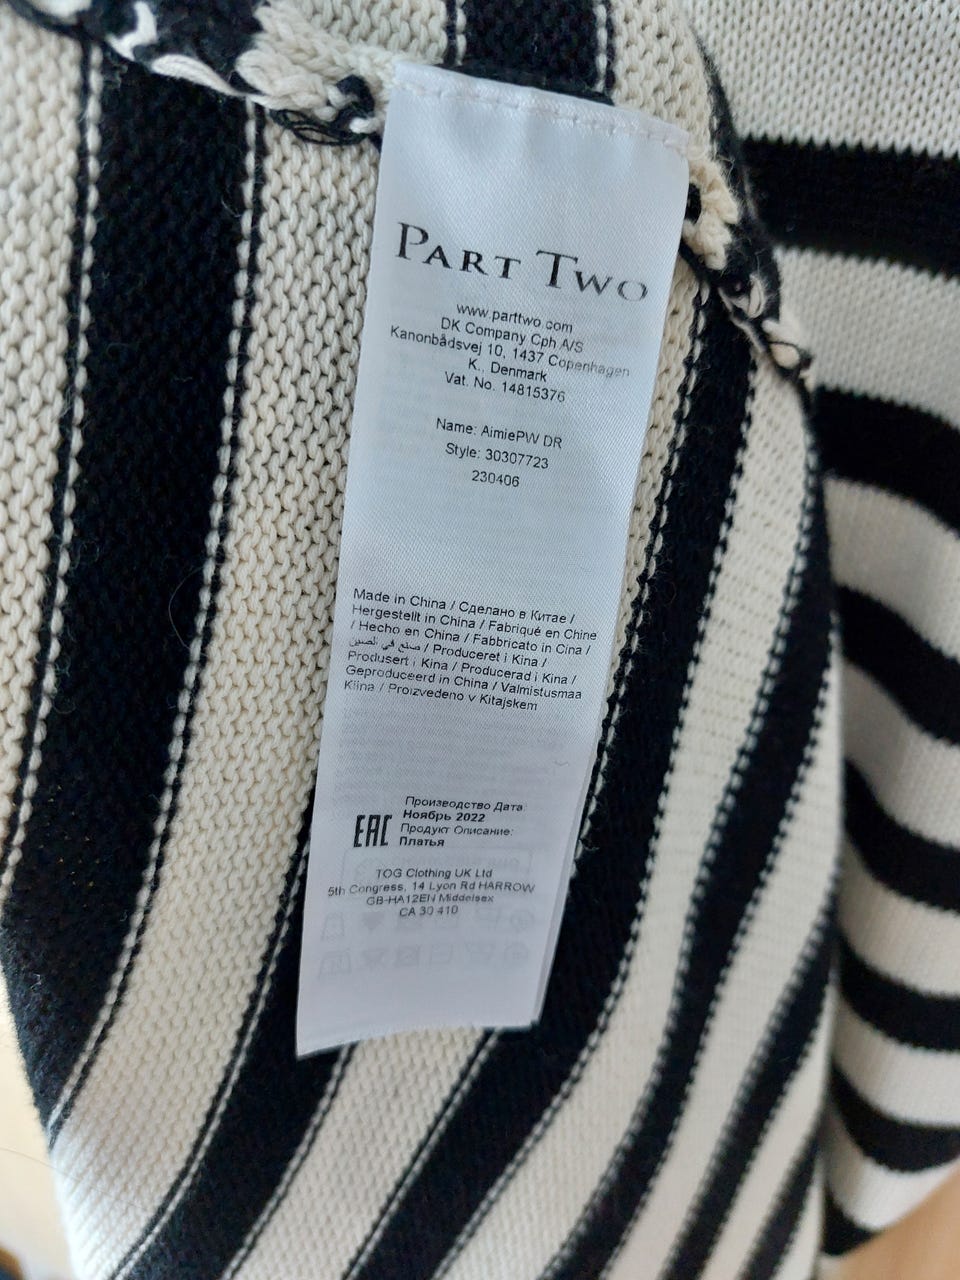 PART TWO
www.parttwo.com
DK Company Cph A/S
Kanonbådsvej 10, 1437 Copenhagen
K., Denmark
Vat. No. 14815376
Name: AimiePW DR
Style: 30307723
230406
Made in China / Сделано в Китае /
Hergestellt in China / Fabriqué en Chine
/ Hecho en China / Fabbricato in Cina /
صنع في الصين / Produceret i Kina /
Produsert i Kina / Producerad i Kina /
Geproduceerd in China / Valmistusmaa
Kiina / Proizvedeno v Kitajskem
EAC
Производство Дата:
Ноябрь 2022
Продукт Описание:
Платья
TOG Clothing UK Ltd
5th Congress, 14 Lyon Rd HARROW
GB-HA12EN Middelsex
CA 30 410